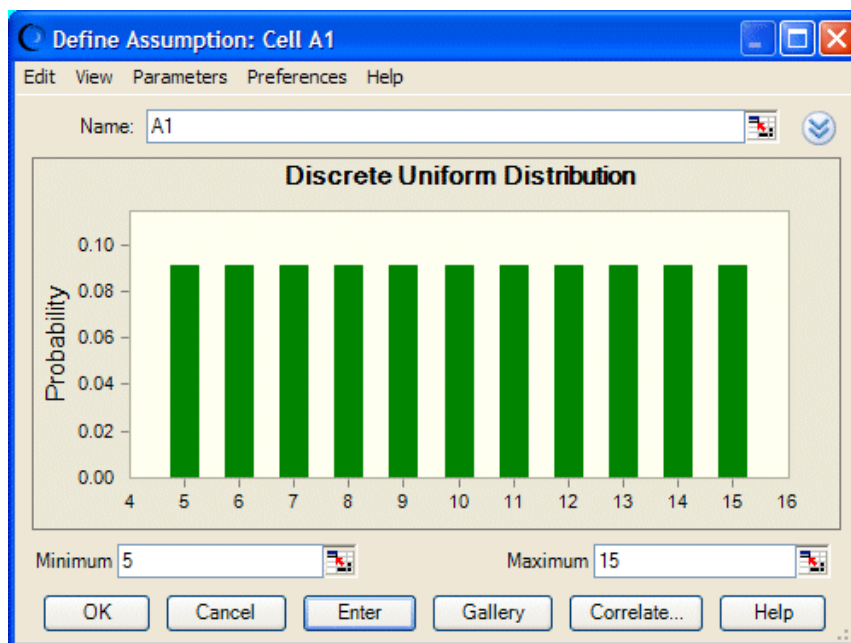 Define Assumption: Cell A1
Edit View Parameters Preferences Help
Name: A1
Discrete Uniform Distribution
Probability
0.10
0.08
0.06
0.04
0.02
0.00
4 5 6 7 8 9 10 11 12 13 14 15 16
Minimum 5 Maximum 15
OK Cancel Enter Gallery Correlate... Help